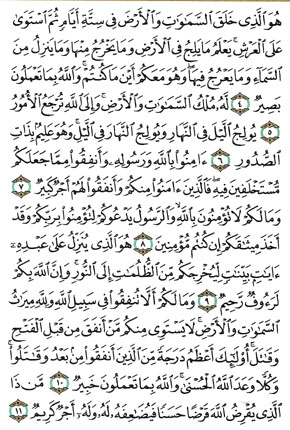 هُوَ ٱلَّذِى خَلَقَ ٱلسَّمَـٰوَٰتِ وَٱلْأَرْضَ فِى سِتَّةِ أَيَّامٍ ثُمَّ ٱسْتَوَىٰ
عَلَى ٱلْعَرْشِ ۚ يَعْلَمُ مَا يَلِجُ فِى ٱلْأَرْضِ وَمَا يَخْرُجُ مِنْهَا وَمَا يَنزِلُ مِنَ
ٱلسَّمَآءِ وَمَا يَعْرُجُ فِيهَا ۖ وَهُوَ مَعَكُمْ أَيْنَ مَا كُنتُمْ ۚ وَٱللَّهُ بِمَا تَعْمَلُونَ
بَصِيرٌ ٤ لَّهُۥ مُلْكُ ٱلسَّمَـٰوَٰتِ وَٱلْأَرْضِ ۚ وَإِلَى ٱللَّهِ تُرْجَعُ ٱلْأُمُورُ
٥ يُولِجُ ٱلَّيْلَ فِى ٱلنَّهَارِ وَيُولِجُ ٱلنَّهَارَ فِى ٱلَّيْلِ ۚ وَهُوَ عَلِيمٌۢ بِذَاتِ
ٱلصُّدُورِ ٦ ءَامِنُوا۟ بِٱللَّهِ وَرَسُولِهِۦ وَأَنفِقُوا۟ مِمَّا جَعَلَكُم
مُّسْتَخْلَفِينَ فِيهِ ۖ فَٱلَّذِينَ ءَامَنُوا۟ مِنكُمْ وَأَنفَقُوا۟ لَهُمْ أَجْرٌ كَبِيرٌ ٧
وَمَا لَكُمْ لَا تُؤْمِنُونَ بِٱللَّهِ ۙ وَٱلرَّسُولُ يَدْعُوكُمْ لِتُؤْمِنُوا۟ بِرَبِّكُمْ وَقَدْ
أَخَذَ مِيثَـٰقَكُمْ إِن كُنتُم مُّؤْمِنِينَ ٨ هُوَ ٱلَّذِى يُنَزِّلُ عَلَىٰ عَبْدِهِۦٓ
ءَايَـٰتٍۭ بَيِّنَـٰتٍ لِّيُخْرِجَكُم مِّنَ ٱلظُّلُمَـٰتِ إِلَى ٱلنُّورِ ۚ وَإِنَّ ٱللَّهَ بِكُمْ
لَرَءُوفٌ رَّحِيمٌ ٩ وَمَا لَكُمْ أَلَّا تُنفِقُوا۟ فِى سَبِيلِ ٱللَّهِ وَلِلَّهِ مِيرَٰثُ
ٱلسَّمَـٰوَٰتِ وَٱلْأَرْضِ ۚ لَا يَسْتَوِى مِنكُم مَّنْ أَنفَقَ مِن قَبْلِ ٱلْفَتْحِ
وَقَـٰتَلَ ۚ أُو۟لَـٰٓئِكَ أَعْظَمُ دَرَجَةً مِّنَ ٱلَّذِينَ أَنفَقُوا۟ مِنۢ بَعْدُ وَقَـٰتَلُوا۟ ۚ
وَكُلًّا وَعَدَ ٱللَّهُ ٱلْحُسْنَىٰ ۚ وَٱللَّهُ بِمَا تَعْمَلُونَ خَبِيرٌ ١٠ مَّن ذَا
ٱلَّذِى يُقْرِضُ ٱللَّهَ قَرْضًا حَسَنًا فَيُضَـٰعِفَهُۥ لَهُۥ وَلَهُۥٓ أَجْرٌ كَرِيمٌ ١١